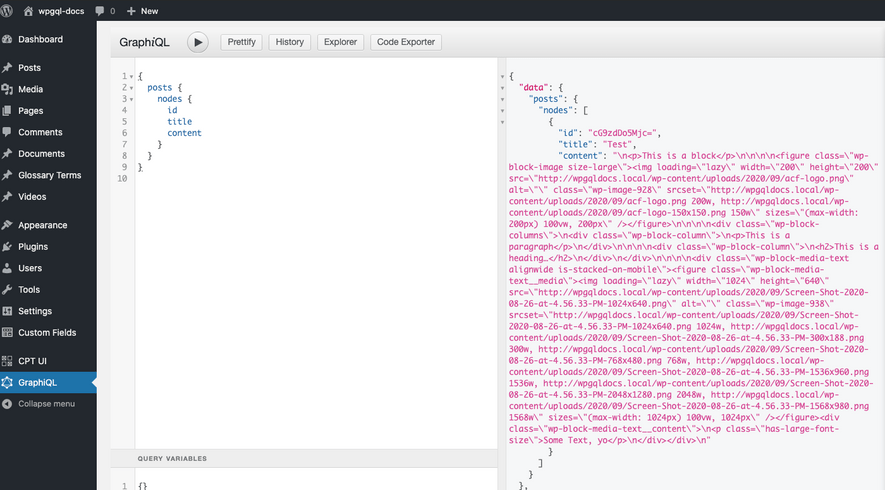 wpgql-docs 0 + New
Dashboard
Posts
Media
Pages
Comments
Documents
Glossary Terms
Videos
Appearance
Plugins
Users
Tools
Settings
Custom Fields
CPT UI
GraphiQL
Collapse menu
GraphiQL Prettify History Explorer Code Exporter
1 {
2 posts {
3 nodes {
4 id
5 title
6 content
7 }
8 }
9 }
10
QUERY VARIABLES
1 {}
{
"data": {
"posts": {
"nodes": [
{
"id": "cG9zdDo5Mjc=",
"title": "Test",
"content": "\n<p>This is a block</p>\n\n\n\n<figure class=\"wp-
block-image size-large\"><img loading=\"lazy\" width=\"200\" height=\"200\"
src=\"http://wpgqldocs.local/wp-content/uploads/2020/09/acf-logo.png\"
alt=\"\" class=\"wp-image-928\" srcset=\"http://wpgqldocs.local/wp-
content/uploads/2020/09/acf-logo.png 200w, http://wpgqldocs.local/wp-
content/uploads/2020/09/acf-logo-150x150.png 150w\" sizes=\"(max-width:
200px) 100vw, 200px\" /></figure>\n\n\n\n<div class=\"wp-block-
columns\">\n<div class=\"wp-block-column\">\n<p>This is a
paragraph</p>\n</div>\n\n\n\n<div class=\"wp-block-column\">\n<h2>This is a
heading…</h2>\n</div>\n</div>\n\n\n\n<div class=\"wp-block-media-text
alignwide is-stacked-on-mobile\"><figure class=\"wp-block-media-
text__media\"><img loading=\"lazy\" width=\"1024\" height=\"640\"
src=\"http://wpgqldocs.local/wp-content/uploads/2020/09/Screen-Shot-2020-
08-26-at-4.56.33-PM-1024x640.png\" alt=\"\" class=\"wp-image-938\"
srcset=\"http://wpgqldocs.local/wp-content/uploads/2020/09/Screen-Shot-
2020-08-26-at-4.56.33-PM-1024x640.png 1024w, http://wpgqldocs.local/wp-
content/uploads/2020/09/Screen-Shot-2020-08-26-at-4.56.33-PM-300x188.png
300w, http://wpgqldocs.local/wp-content/uploads/2020/09/Screen-Shot-2020-
08-26-at-4.56.33-PM-768x480.png 768w, http://wpgqldocs.local/wp-
content/uploads/2020/09/Screen-Shot-2020-08-26-at-4.56.33-PM-1536x960.png
1536w, http://wpgqldocs.local/wp-content/uploads/2020/09/Screen-Shot-2020-
08-26-at-4.56.33-PM-2048x1280.png 2048w, http://wpgqldocs.local/wp-
content/uploads/2020/09/Screen-Shot-2020-08-26-at-4.56.33-PM-1568x980.png
1568w\" sizes=\"(max-width: 1024px) 100vw, 1024px\" /></figure><div
class=\"wp-block-media-text__content\">\n<p class=\"has-large-font-
size\">Some Text, yo</p>\n</div></div>\n"
}
]
}
},